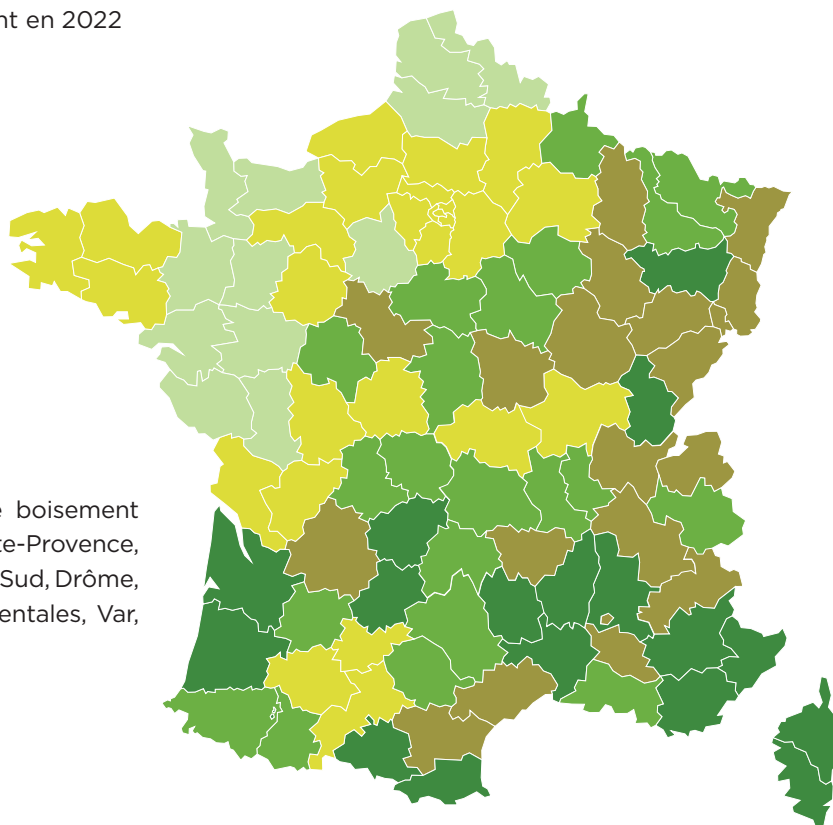 nt en 2022
e boisement
te-Provence,
Sud, Drôme,
entales, Var,